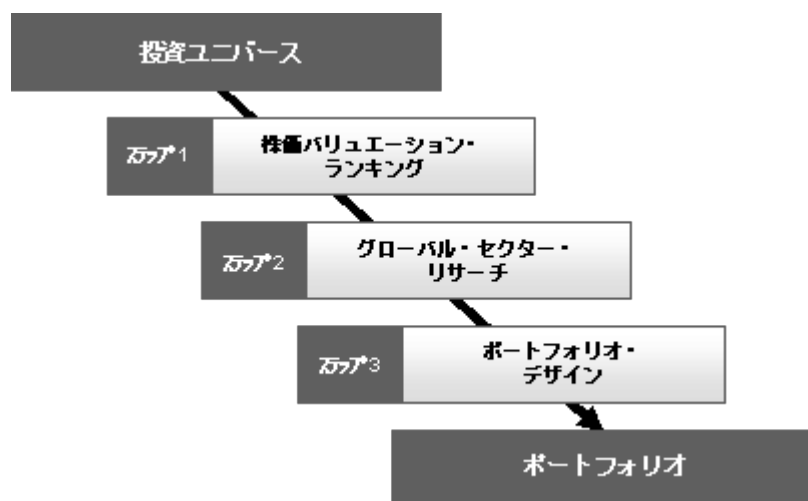 投資ユニバース
ステップ1
株価バリュエーション・
ランキング
ステップ2
グローバル・セクター・
リサーチ
ステップ3
ポートフォリオ・
デザイン
ポートフォリオ